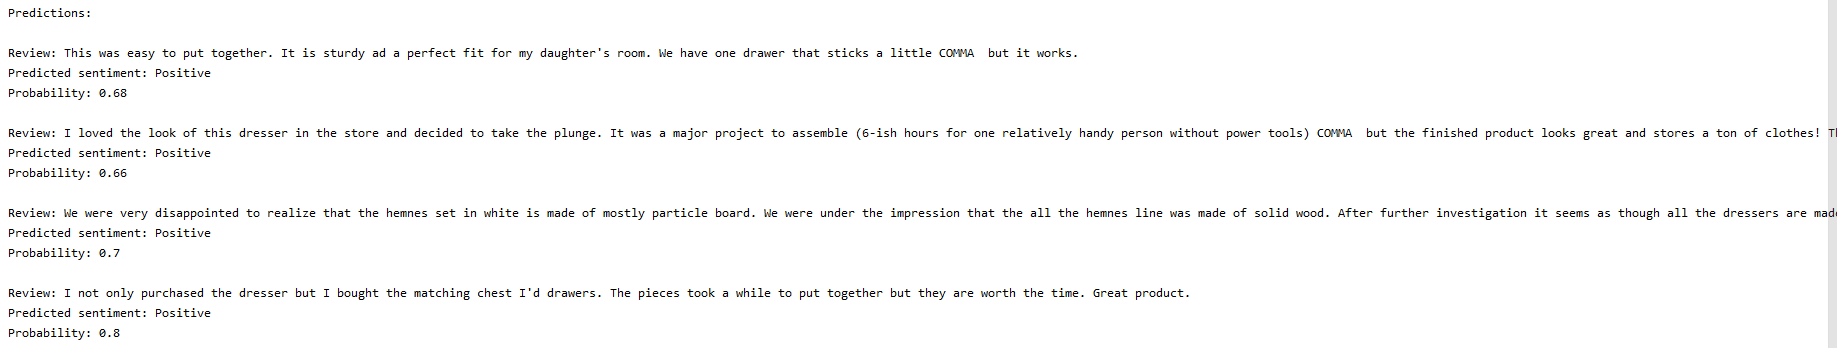 Predictions:
Review: This was easy to put together. It is sturdy ad a perfect fit for my daughter's room. We have one drawer that sticks a little COMMA  but it works.
Predicted sentiment: Positive
Probability: 0.68
Review: I loved the look of this dresser in the store and decided to take the plunge. It was a major project to assemble (6-ish hours for one relatively handy person without power tools) COMMA  but the finished product looks great and stores a ton of clothes!
Predicted sentiment: Positive
Probability: 0.66
Review: We were very disappointed to realize that the hemnes set in white is made of mostly particle board. We were under the impression that the all the hemnes line was made of solid wood. After further investigation it seems as though all the dressers are
Predicted sentiment: Positive
Probability: 0.7
Review: I not only purchased the dresser but I bought the matching chest I'd drawers. The pieces took a while to put together but they are worth the time. Great product.
Predicted sentiment: Positive
Probability: 0.8